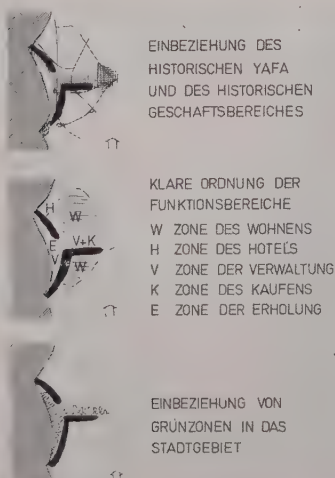 EINBEZIEHUNG DES
HISTORISCHEN YAFA
UND DES HISTORISCHEN
GESCHAFTSBEREICHES
H
W
E
V
V+K
W
KLARE ORDNUNG DER
FUNKTIONSBEREICHE
W ZONE DES WOHNENS
H ZONE DES HOTELS
V ZONE DER VERWALTUNG
K ZONE DES KAUFENS
E ZONE DER ERHOLUNG
EINBEZIEHUNG VON
GRÜNZONEN IN DAS
STADTGEBIET